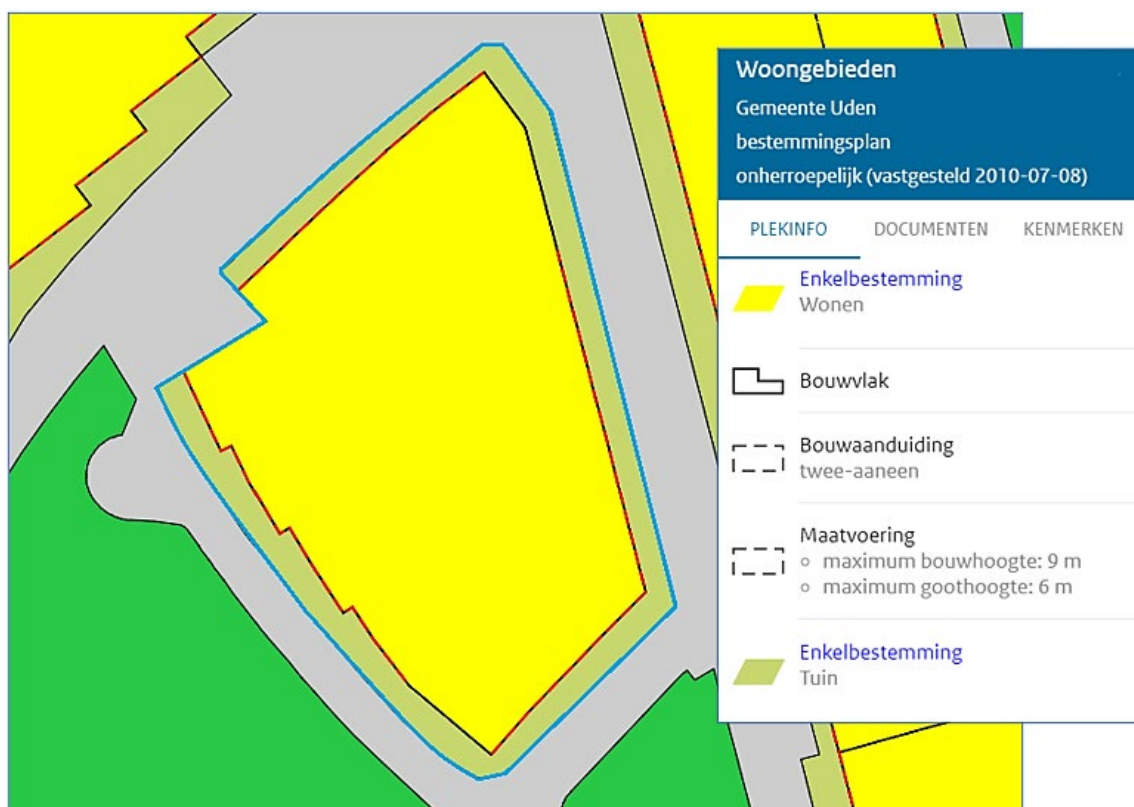 Woongebieden
Gemeente Uden
bestemmingsplan
onherroepelijk (vastgesteld 2010-07-08)
PLEKINFO DOCUMENTEN KENMERKEN
Enkelbestemming
Wonen
Bouwvlak
Bouwaanduiding
twee-aaneen
Maatvoering
○ maximum bouwhoogte: 9 m
○ maximum goothoogte: 6 m
Enkelbestemming
Tuin